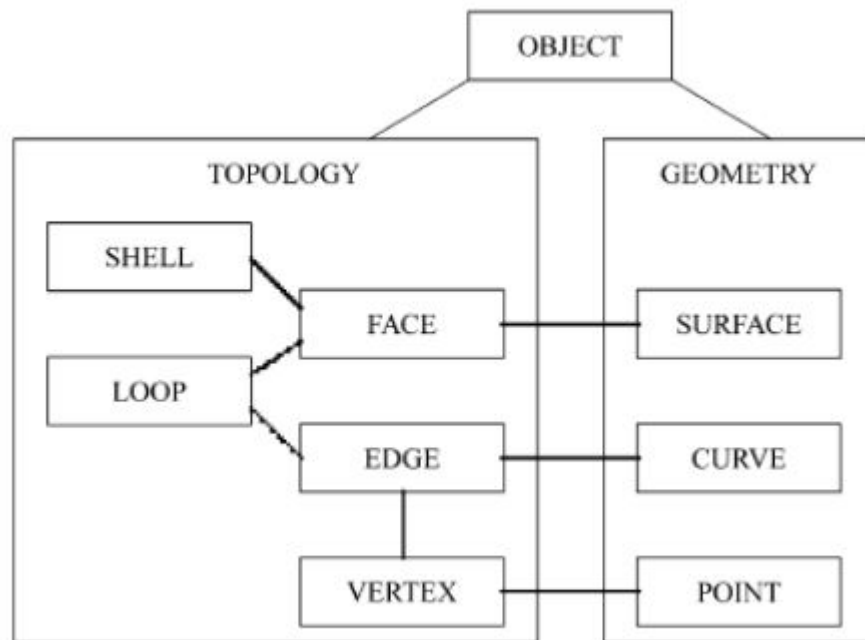 OBJECT
TOPOLOGY
GEOMETRY
SHELL
FACE
SURFACE
LOOP
EDGE
CURVE
VERTEX
POINT